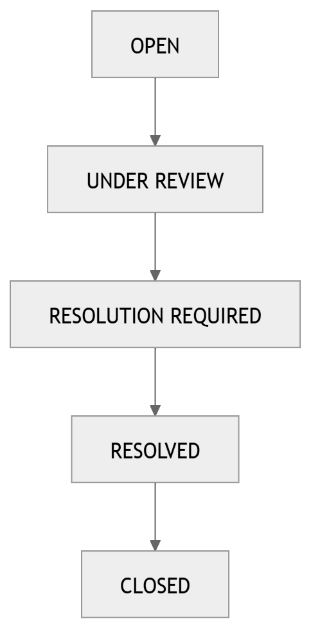 OPEN
UNDER REVIEW
RESOLUTION REQUIRED
RESOLVED
CLOSED